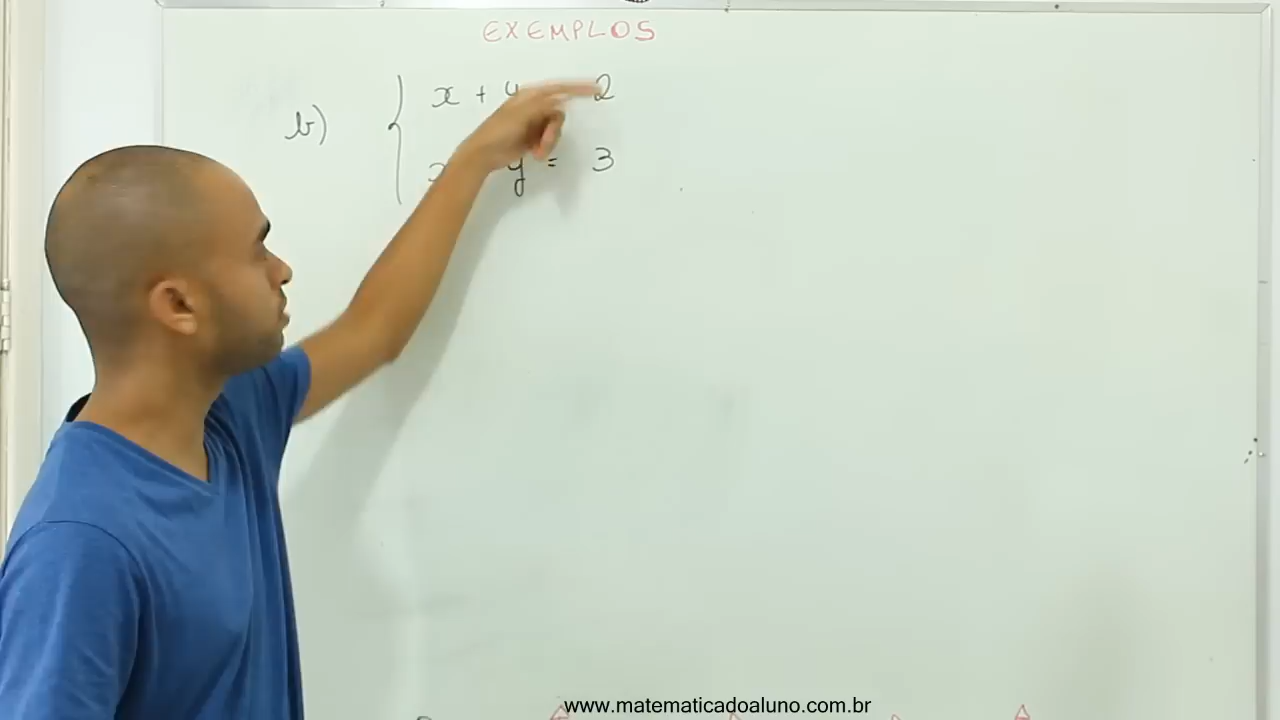 EXEMPLOS
b)
x + y 2
y = 3
www.matematicadoaluno.com.br